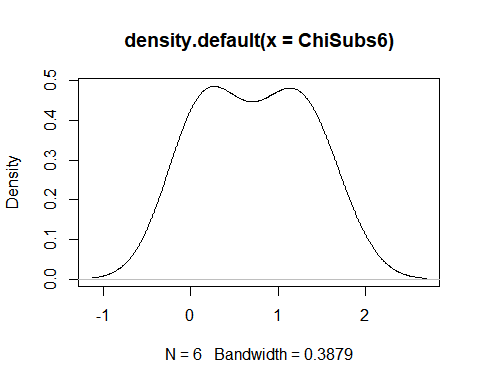 density.default(x = ChiSubs6)
Density
0.5
0.4
0.3
0.2
0.1
0.0
-1 0 1 2
N = 6 Bandwidth = 0.3879